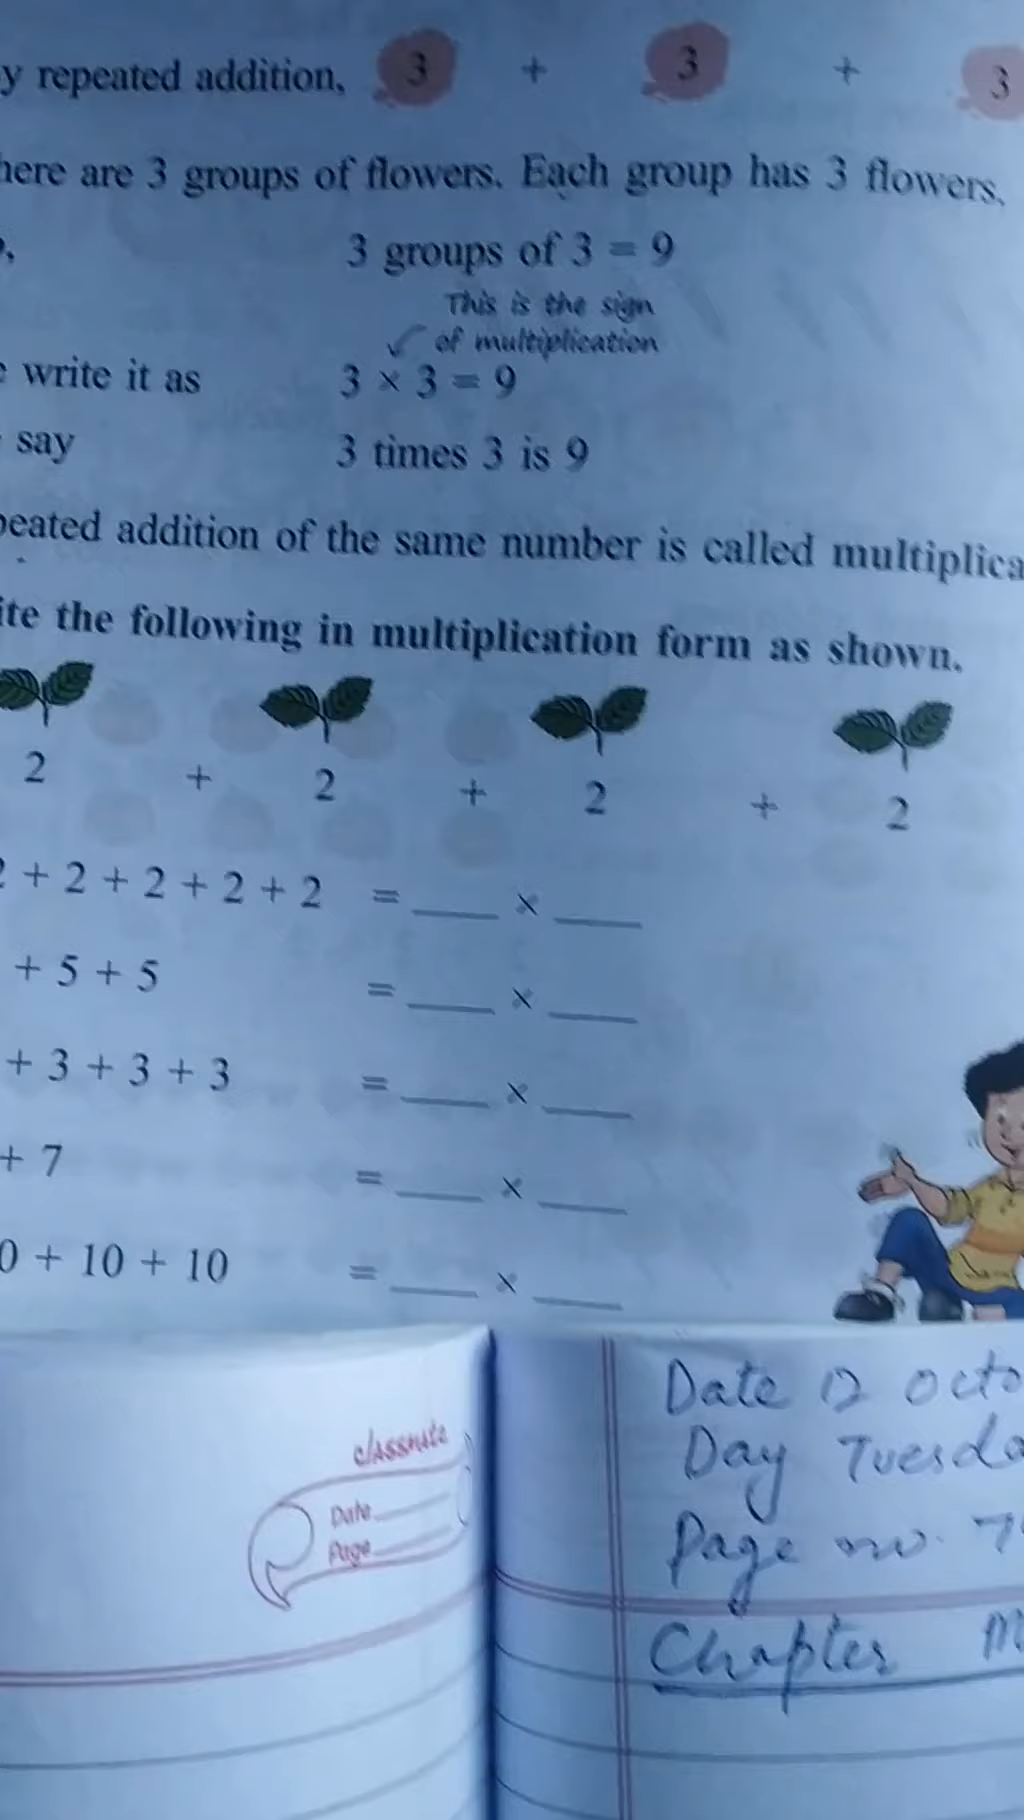 y repeated addition, 3 + 3 + 3
here are 3 groups of flowers. Each group has 3 flowers.
3 groups of 3 = 9
This is the sign
of multiplication
write it as 3 × 3 = 9
say 3 times 3 is 9
peated addition of the same number is called multiplica
ite the following in multiplication form as shown.
2 + 2 + 2 + 2
2 + 2 + 2 + 2 + 2 = ___ × ___
+ 5 + 5 = ___ × ___
+ 3 + 3 + 3 = ___ × ___
+ 7 = ___ × ___
0 + 10 + 10 = ___ × ___
classmate
Date
Page
Date 12 octo
Day Tuesda
Page no. 7
Chapter M